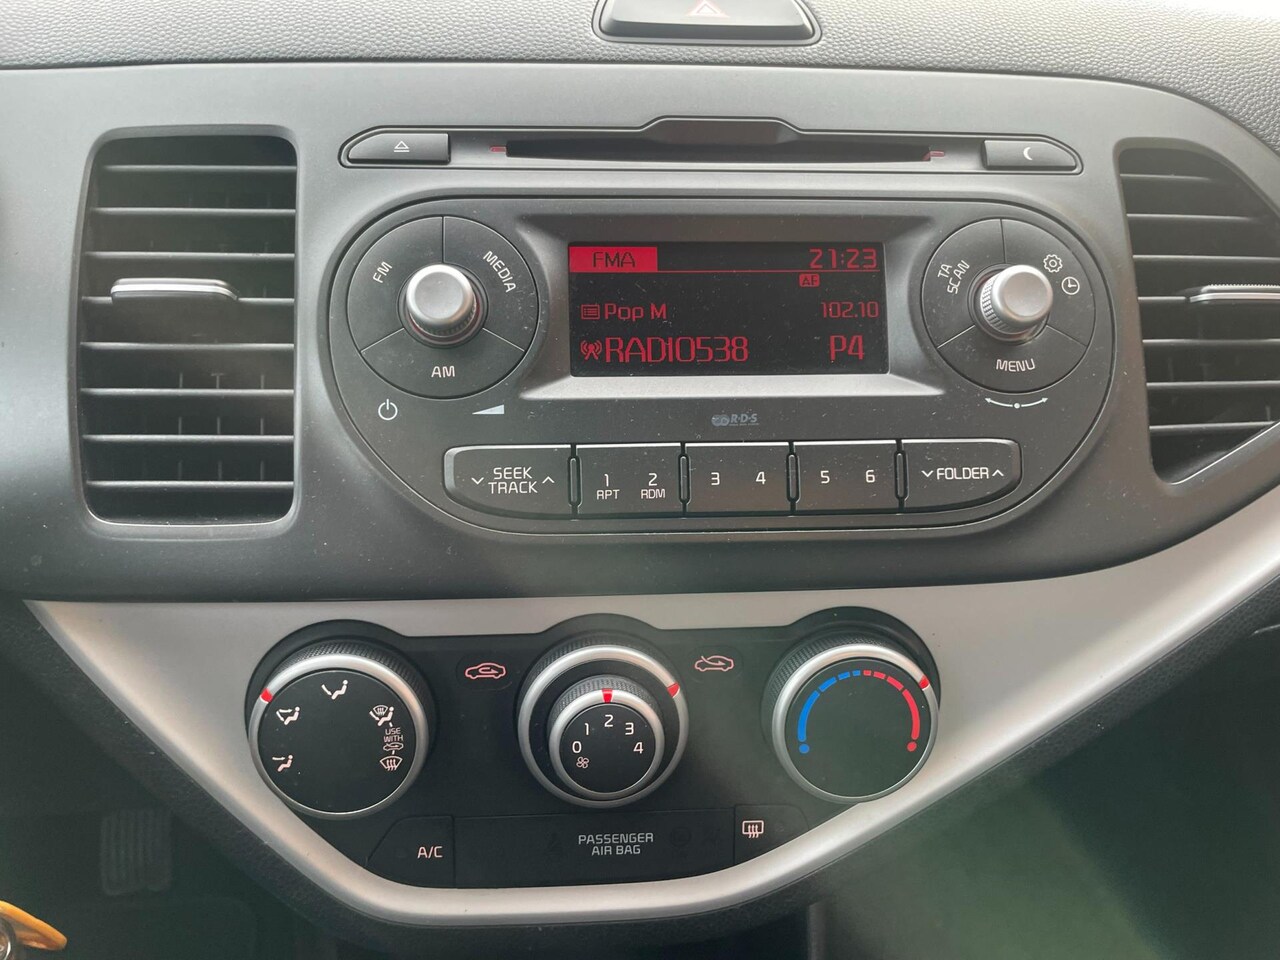 FM
MEDIA
AM
FMA
21:23
AF
Pop M
102.10
RADIO538
P4
TA
SCAN
MENU
R·D·S
SEEK
TRACK
1
RPT
2
RDM
3
4
5
6
FOLDER
USE
WITH
0
1
2
3
4
A/C
PASSENGER
AIR BAG